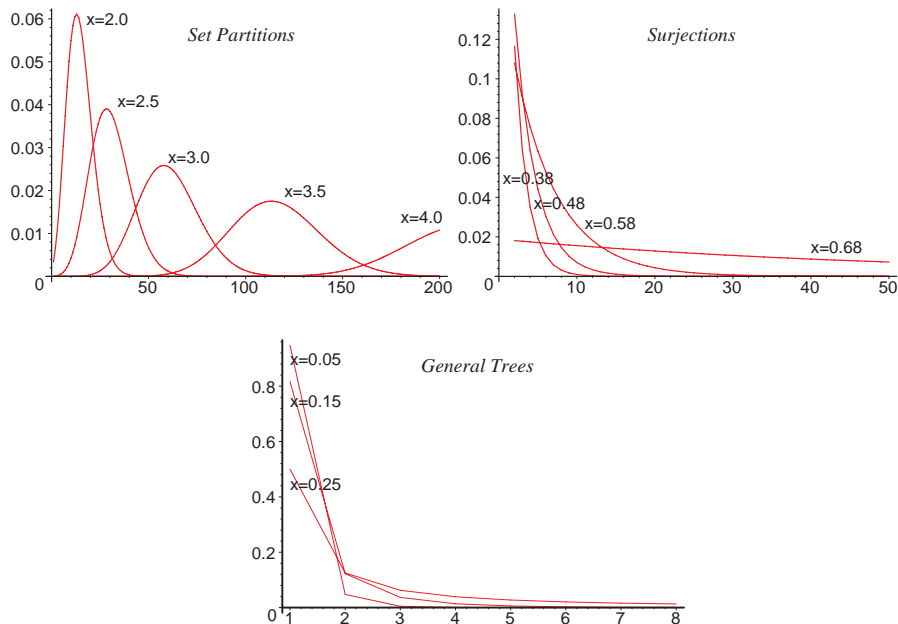 Set Partitions
0.06
0.05
0.04
0.03
0.02
0.01
0
50
100
150
200
x=2.0
x=2.5
x=3.0
x=3.5
x=4.0
Surjections
0.12
0.1
0.08
0.06
0.04
0.02
0
10
20
30
40
50
x=0.38
x=0.48
x=0.58
x=0.68
General Trees
0.8
0.6
0.4
0.2
0
1
2
3
4
5
6
7
8
x=0.05
x=0.15
x=0.25